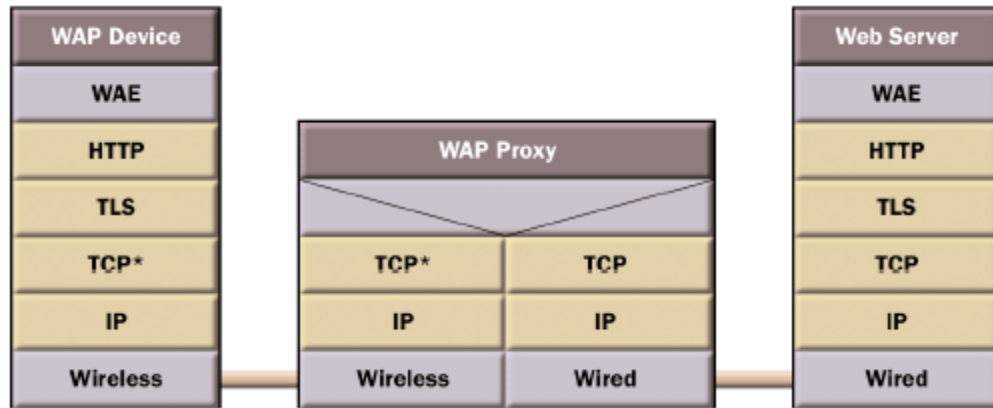 WAP Device
WAE
HTTP
TLS
TCP*
IP
Wireless
WAP Proxy
TCP* TCP
IP IP
Wireless Wired
Web Server
WAE
HTTP
TLS
TCP
IP
Wired